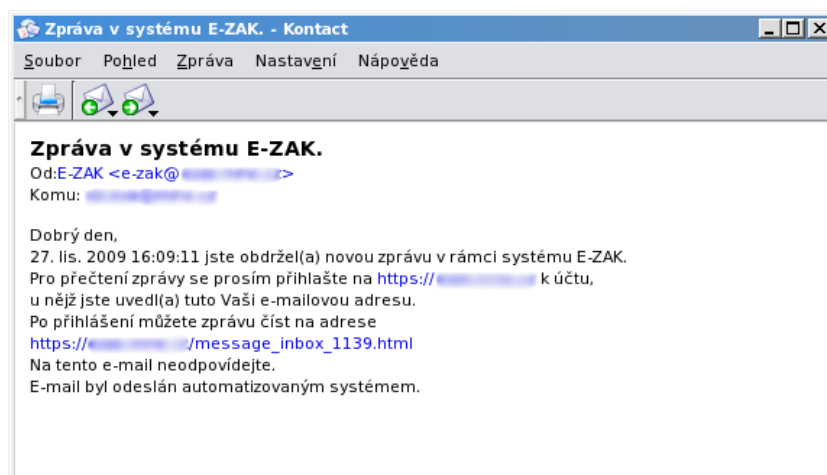 Zpráva v systému E-ZAK. - Kontact
Soubor Pohled Zpráva Nastavení Nápověda
Zpráva v systému E-ZAK.
Od:E-ZAK <e-zak@
Komu:
Dobrý den,
27. lis. 2009 16:09:11 jste obdržel(a) novou zprávu v rámci systému E-ZAK.
Pro přečtení zprávy se prosím přihlašte na https:// k účtu,
u nějž jste uvedl(a) tuto Vaši e-mailovou adresu.
Po přihlášení můžete zprávu číst na adrese
https:// /message_inbox_1139.html
Na tento e-mail neodpovídejte.
E-mail byl odeslán automatizovaným systémem.